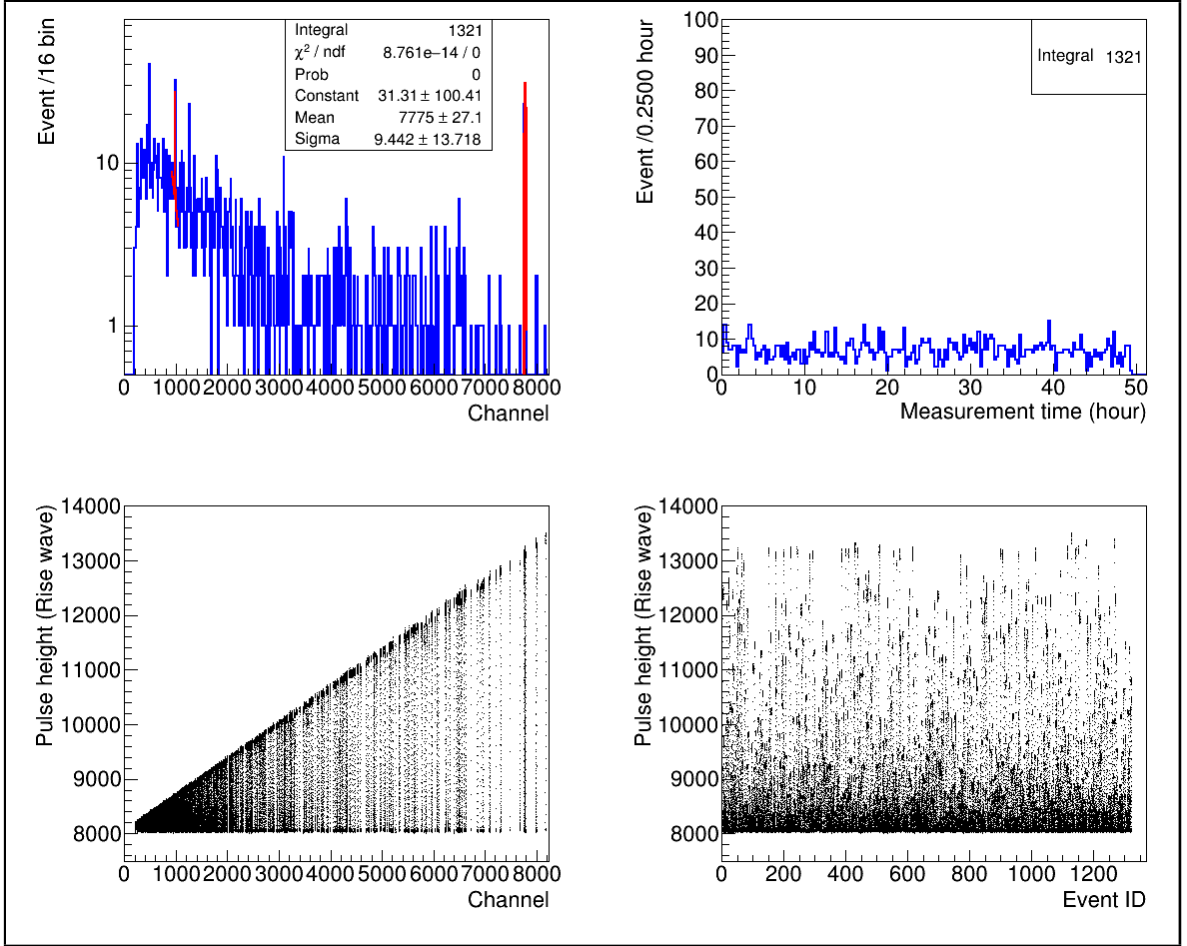 Event /16 bin
10
1
Integral 1321
χ² / ndf 8.761e−14 / 0
Prob 0
Constant 31.31 ± 100.41
Mean 7775 ± 27.1
Sigma 9.442 ± 13.718
0 1000 2000 3000 4000 5000 6000 7000 8000
Channel
Event /0.2500 hour
100
90
80
70
60
50
40
30
20
10
0
Integral 1321
0 10 20 30 40 50
Measurement time (hour)
Pulse height (Rise wave)
14000
13000
12000
11000
10000
9000
8000
0 1000 2000 3000 4000 5000 6000 7000 8000
Channel
Pulse height (Rise wave)
14000
13000
12000
11000
10000
9000
8000
0 200 400 600 800 1000 1200
Event ID